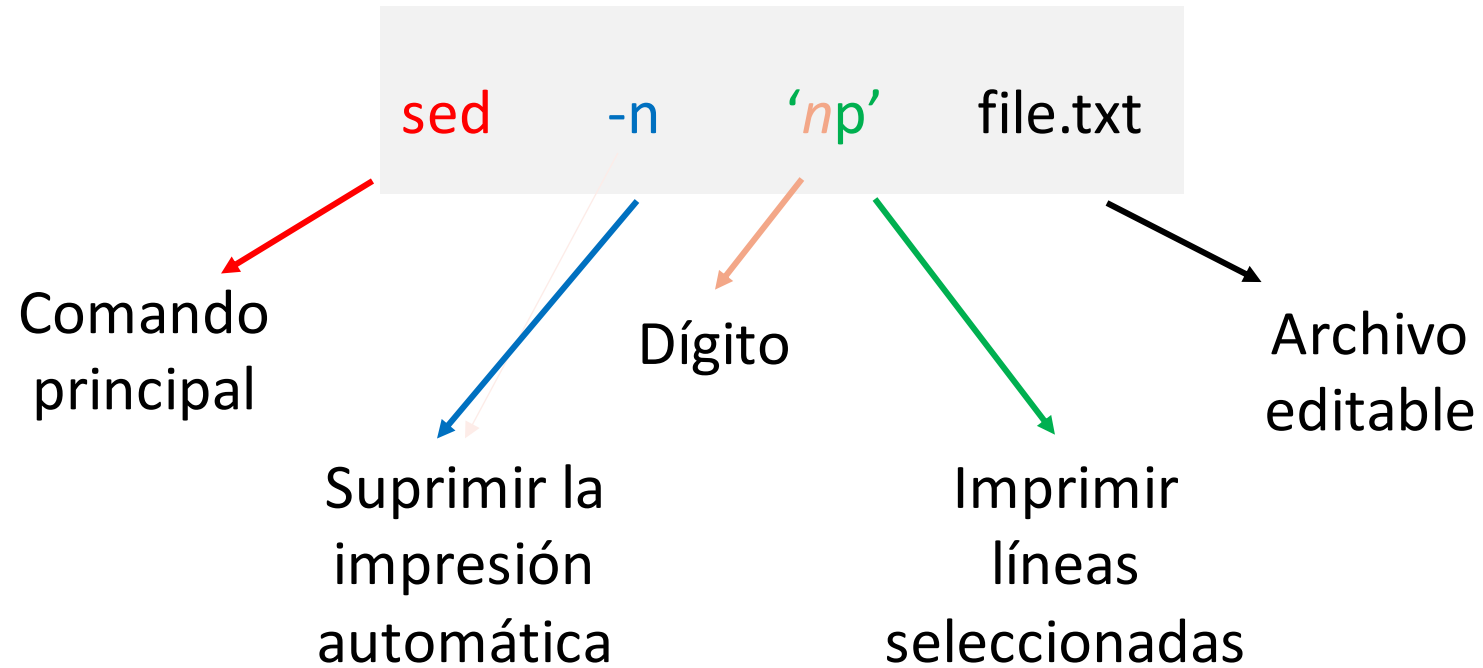 sed -n ‘np’ file.txt
Comando
principal
Suprimir la
impresión
automática
Dígito
Imprimir
líneas
seleccionadas
Archivo
editable